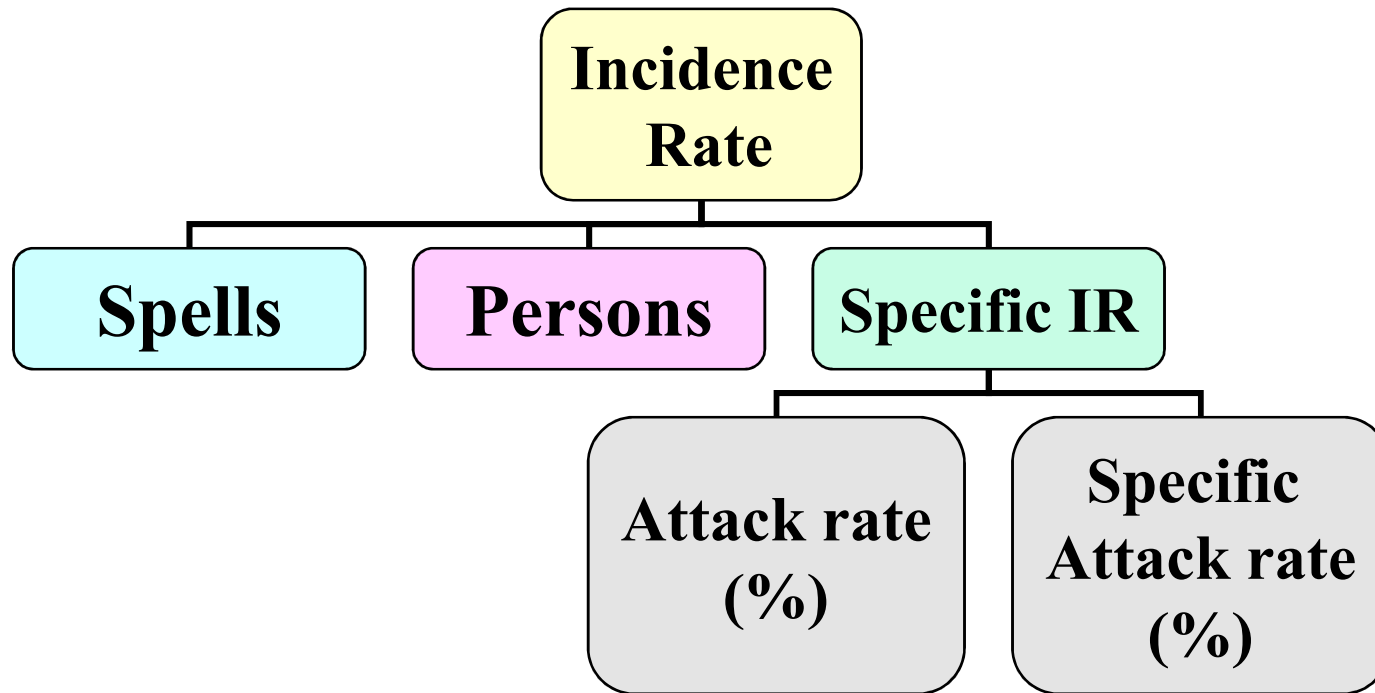 Incidence
Rate
Spells
Persons
Specific IR
Attack rate
(%)
Specific
Attack rate
(%)